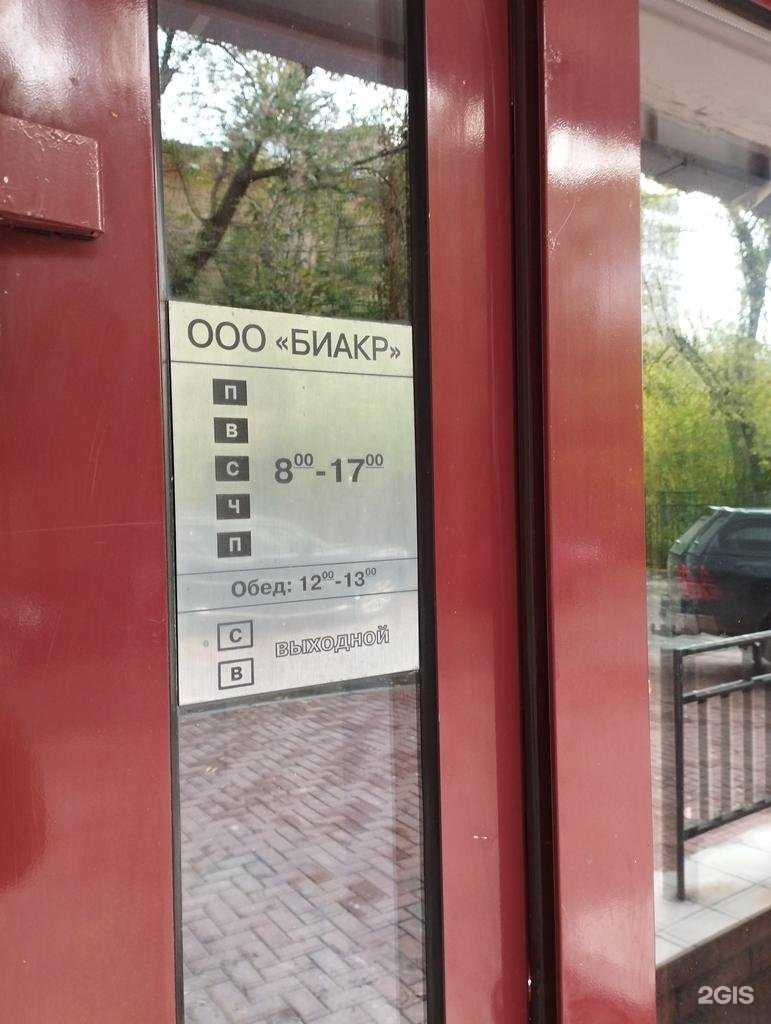 ООО «БИАКР»
П
В
С 8⁰⁰-17⁰⁰
Ч
П
Обед: 12⁰⁰-13⁰⁰
С выходной
В
2GIS